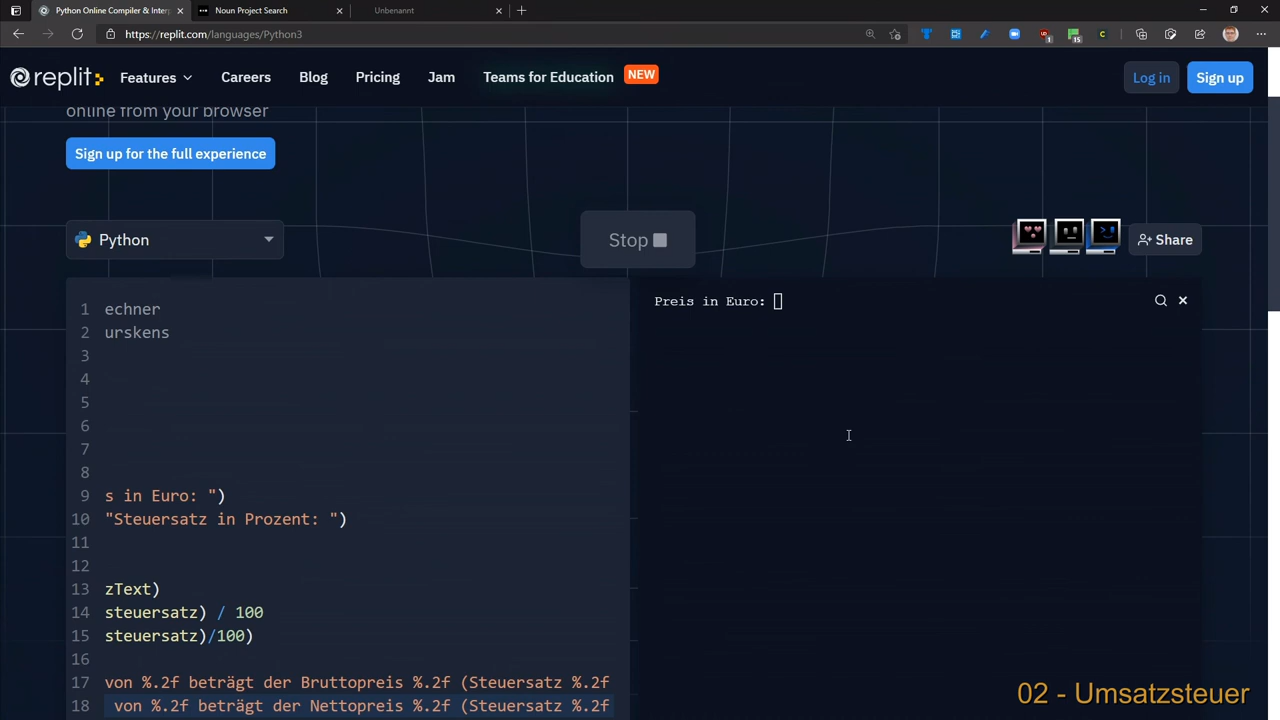 Python Online Compiler & Interp
Noun Project Search
Unbenannt
https://replit.com/languages/Python3
replit
Features
Careers
Blog
Pricing
Jam
Teams for Education
NEW
Log in
Sign up
online from your browser
Sign up for the full experience
Python
Stop
Share
1 echner
2 urskens
3
4
5
6
7
8
9 s in Euro: ")
10 "Steuersatz in Prozent: ")
11
12
13 zText)
14 steuersatz) / 100
15 steuersatz)/100)
16
17 von %.2f beträgt der Bruttopreis %.2f (Steuersatz %.2f
18 von %.2f beträgt der Nettopreis %.2f (Steuersatz %.2f
Preis in Euro:
02 - Umsatzsteuer